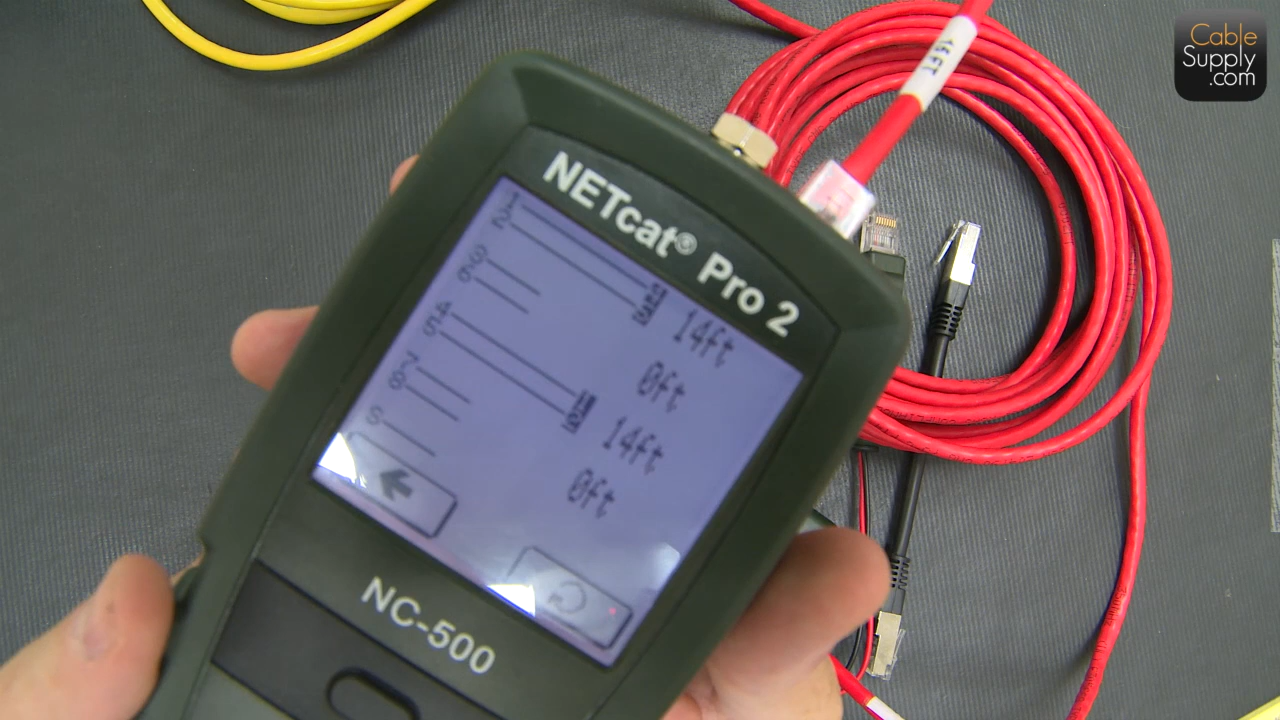 Cable
Supply
.com
15FT
NETcat® Pro 2
1
2
14ft
3
6
0ft
4
5
14ft
7
8
0ft
S
NC-500